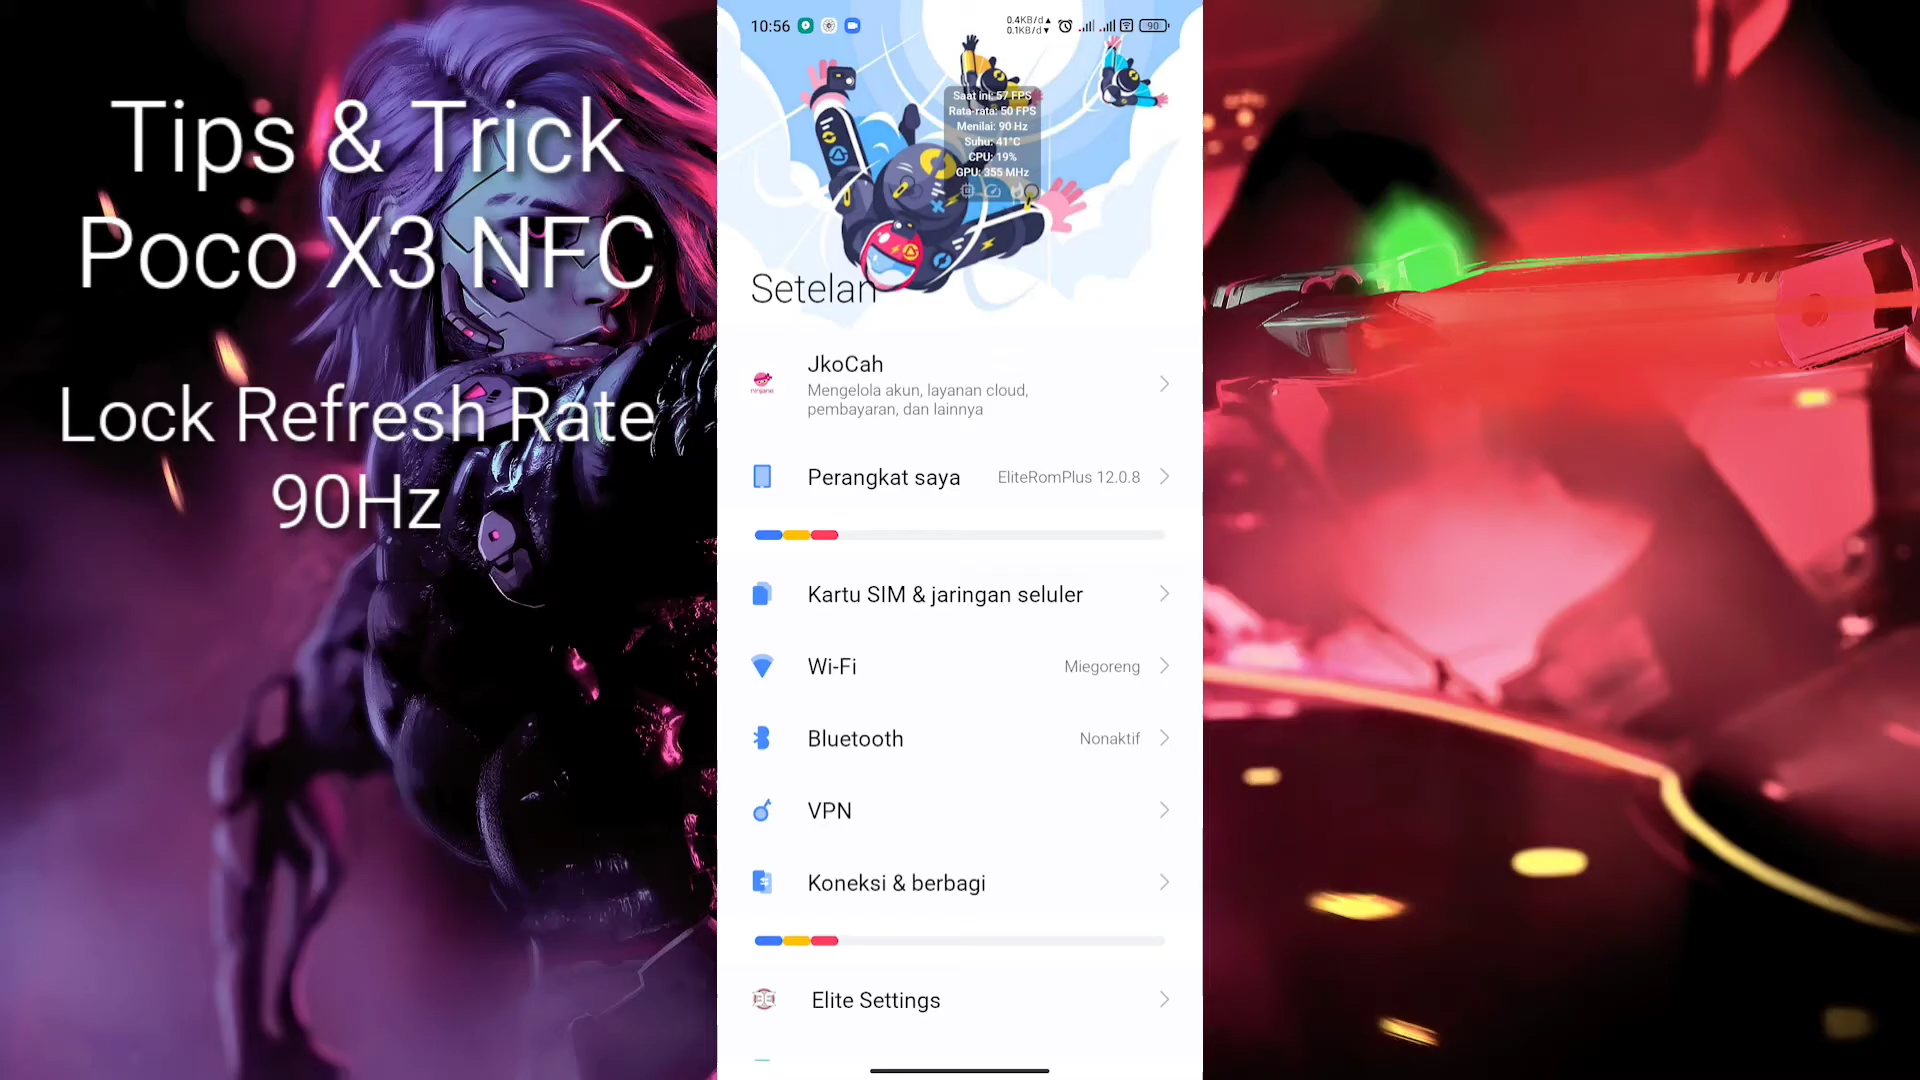 Tips & Trick
Poco X3 NFC
Lock Refresh Rate
90Hz
10:56
0.4KB/d
0.1KB/d
90
Saat ini: 57 FPS
Rata-rata: 50 FPS
Menilai: 90 Hz
Suhu: 41°C
CPU: 19%
GPU: 355 MHz
Setelan
JkoCah
Mengelola akun, layanan cloud,
pembayaran, dan lainnya
Perangkat saya EliteRomPlus 12.0.8
Kartu SIM & jaringan seluler
Wi-Fi Miegoreng
Bluetooth Nonaktif
VPN
Koneksi & berbagi
Elite Settings